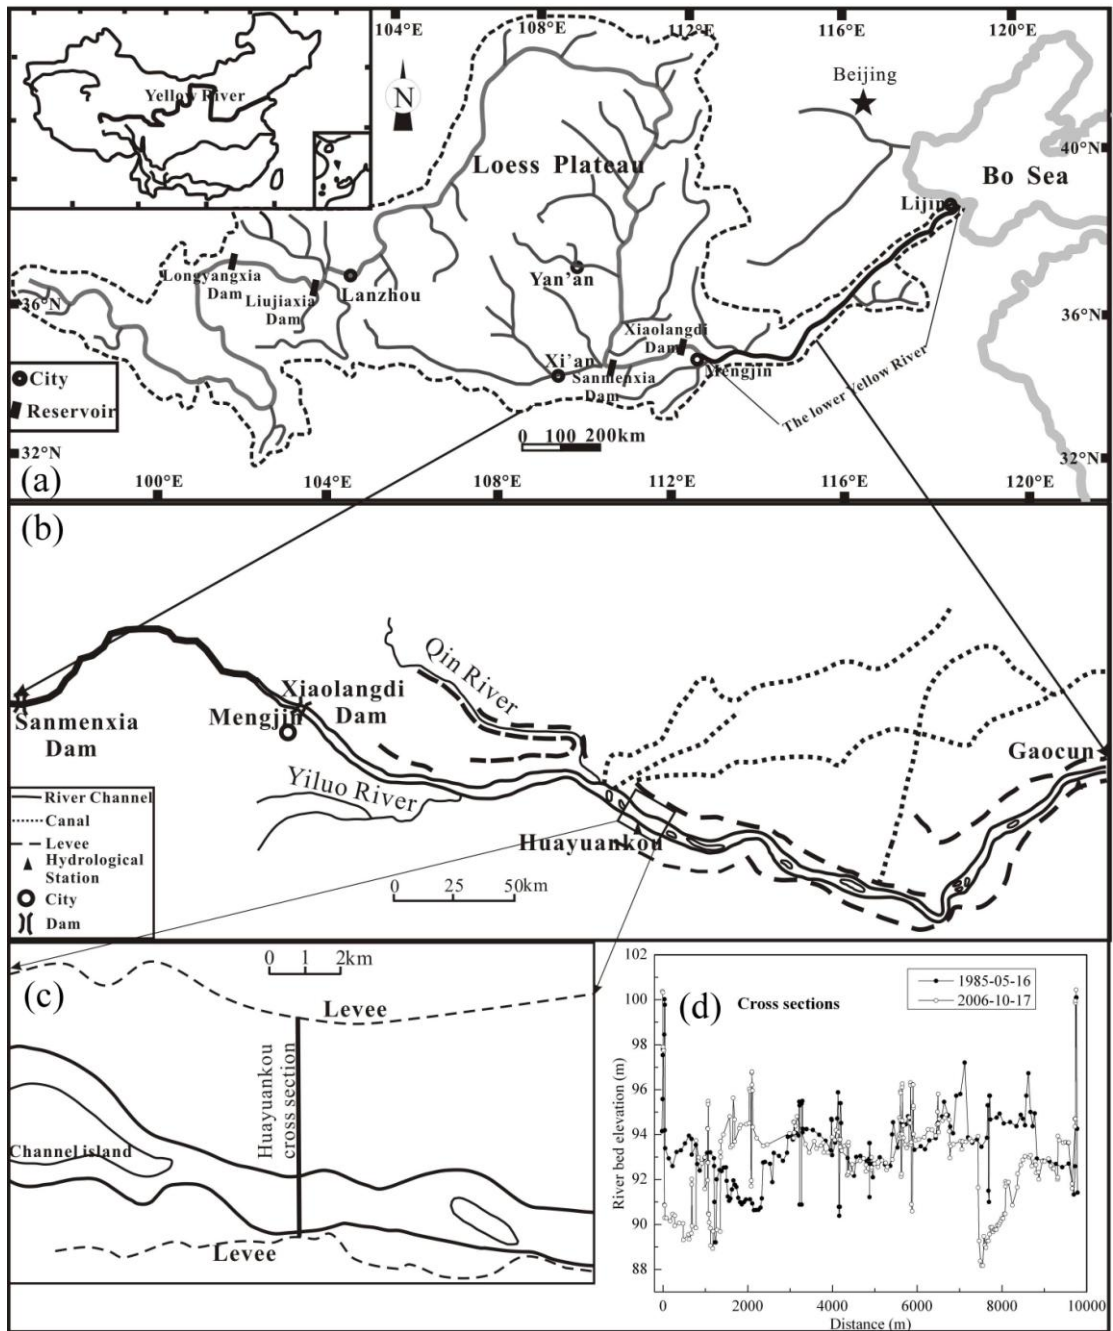 104°E
108°E
112°E
116°E
120°E
Yellow River
N
Beijing
40°N
Loess Plateau
Bo Sea
Lijin
Longyangxia
Dam
Liujiaxia
Dam
Lanzhou
Yan'an
36°N
36°N
Xiaolangdi
Dam
Xi'an
Sanmenxia
Dam
Mengjin
The lower Yellow River
City
Reservoir
0 100 200km
32°N
32°N
(a)
100°E
104°E
108°E
112°E
116°E
120°E
(b)
Qin River
Xiaolangdi
Dam
Mengjin
Sanmenxia
Dam
Gaocun
Yiluo River
River Channel
Canal
Levee
Hydrological
Station
City
Dam
Huayuankou
0 25 50km
(c)
0 1 2km
Levee
Huayuankou
cross section
Channel island
Levee
(d)
Cross sections
1985-05-16
2006-10-17
River bed elevation (m)
102
100
98
96
94
92
90
88
0 2000 4000 6000 8000 10000
Distance (m)